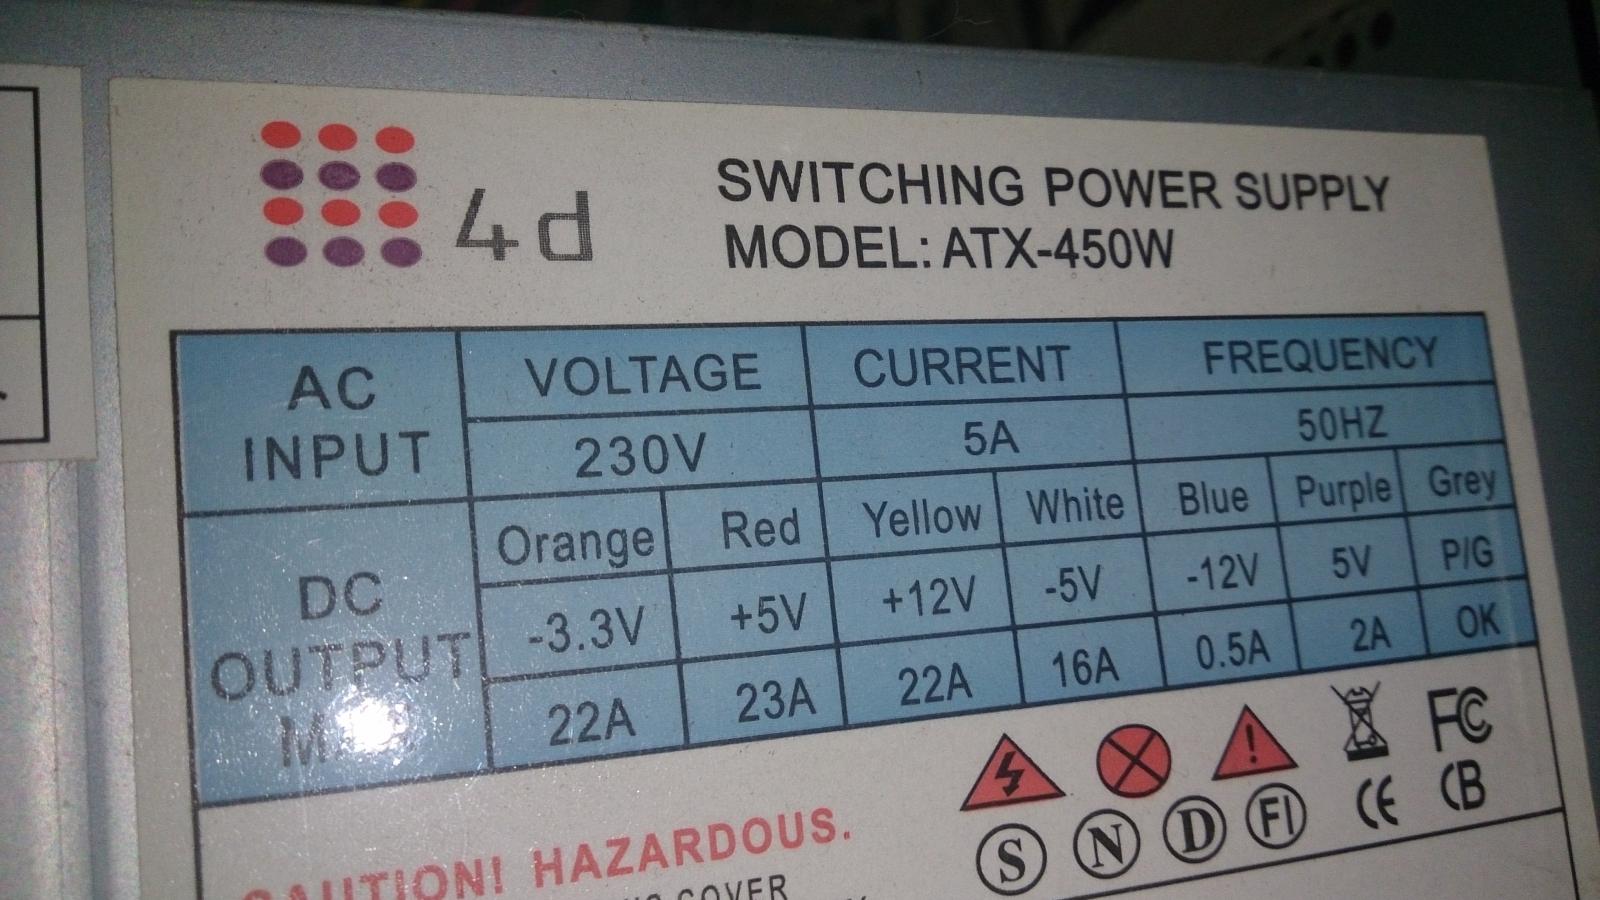 4d
SWITCHING POWER SUPPLY
MODEL: ATX-450W
AC INPUT
VOLTAGE CURRENT FREQUENCY
230V 5A 50HZ
DC OUTPUT
Orange Red Yellow White Blue Purple Grey
-3.3V +5V +12V -5V -12V 5V P/G
22A 23A 22A 16A 0.5A 2A OK
FC
S N D FI CE CB
CAUTION! HAZARDOUS.
COVER